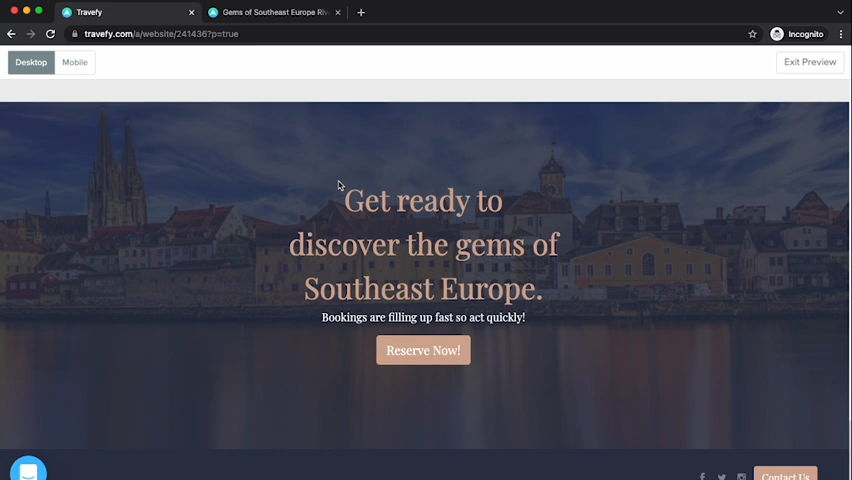 Travefy
Gems of Southeast Europe Riv
travefy.com/a/website/241436?p=true
Incognito
Desktop
Mobile
Exit Preview
Get ready to
discover the gems of
Southeast Europe.
Bookings are filling up fast so act quickly!
Reserve Now!
Contact Us